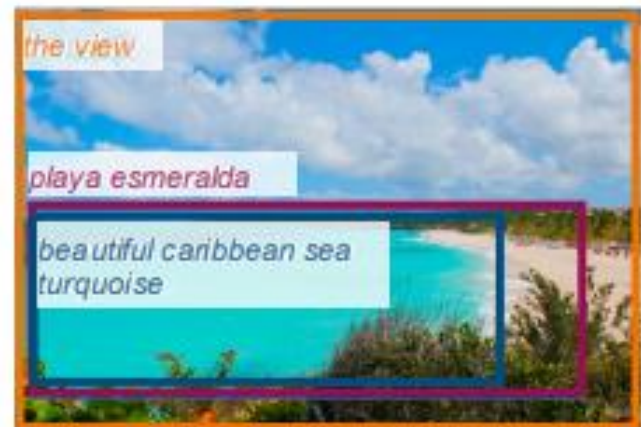 the view
playa esmeralda
beautiful caribbean sea
turquoise